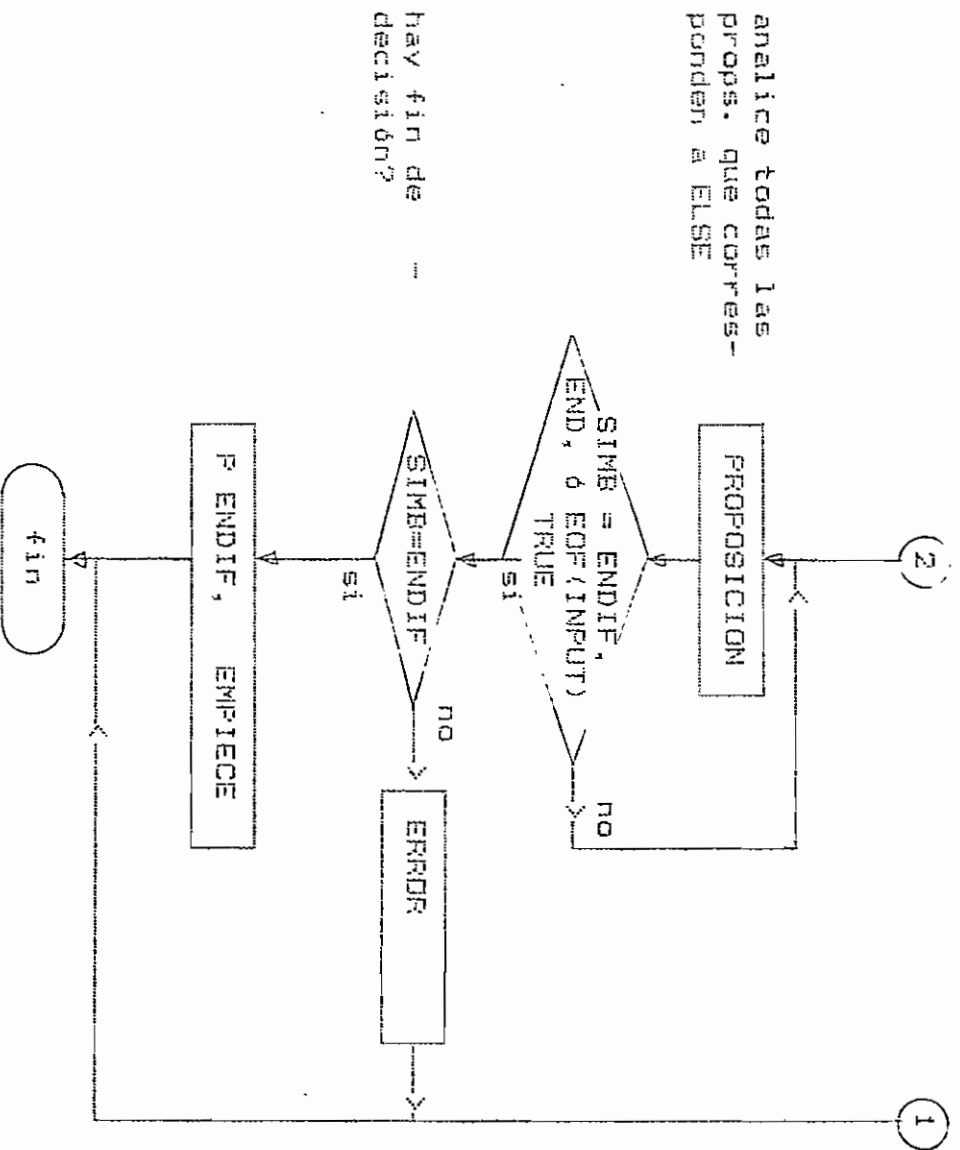 2
1
analice todas las
props. que corres-
ponden a ELSE
PROPOSICION
SIMB = ENDIF,
END, ó EOF(INPUT)
TRUE
no
si
hay fin de -
decisión?
SIMB=ENDIF
no
ERROR
si
P ENDIF, EMPIECE
fin